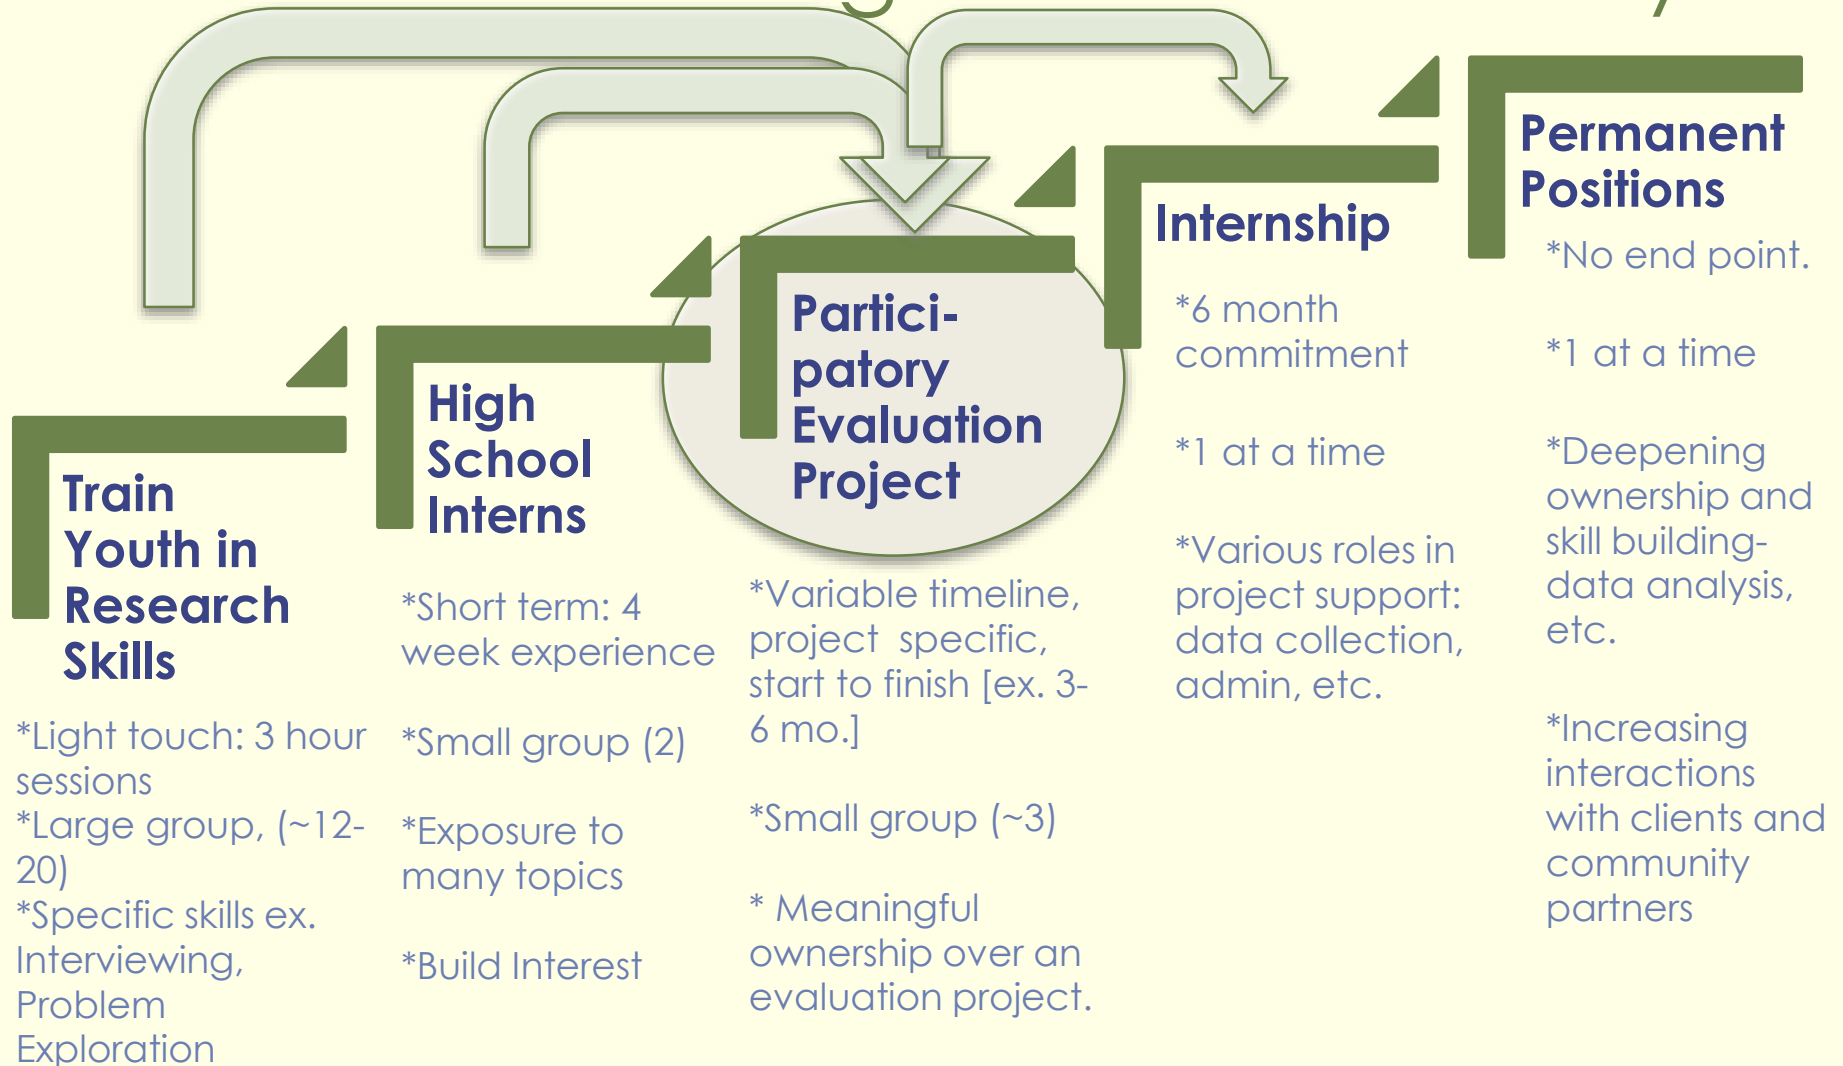 Train
Youth in
Research
Skills
*Light touch: 3 hour
sessions
*Large group, (~12-
20)
*Specific skills ex.
Interviewing,
Problem
Exploration
High
School
Interns
*Short term: 4
week experience
*Small group (2)
*Exposure to
many topics
*Build Interest
Partici-
patory
Evaluation
Project
*Variable timeline,
project  specific,
start to finish [ex. 3-
6 mo.]
*Small group (~3)
* Meaningful
ownership over an
evaluation project.
Internship
*6 month
commitment
*1 at a time
*Various roles in
project support:
data collection,
admin, etc.
Permanent
Positions
*No end point.
*1 at a time
*Deepening
ownership and
skill building-
data analysis,
etc.
*Increasing
interactions
with clients and
community
partners